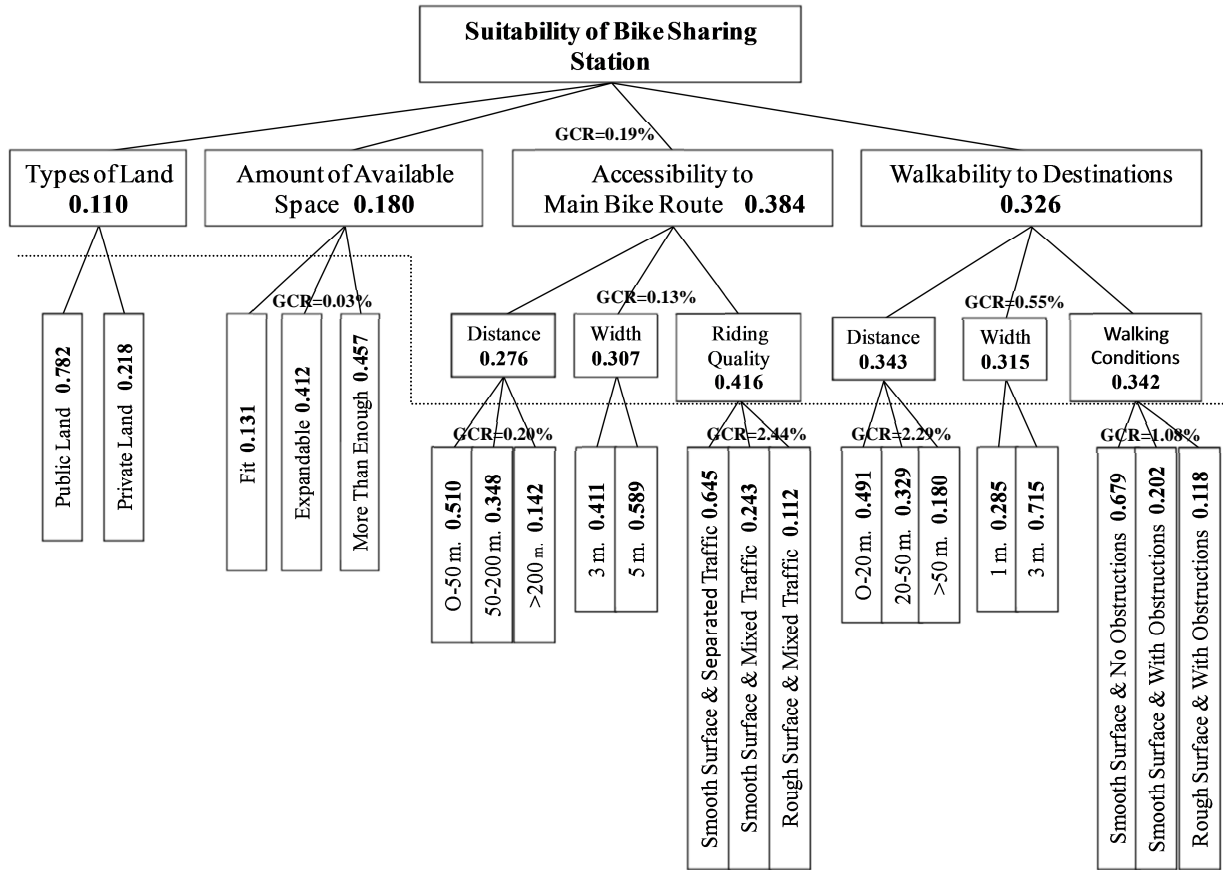 Suitability of Bike Sharing
Station
GCR=0.19%
Types of Land
0.110
Amount of Available
Space 0.180
Accessibility to
Main Bike Route 0.384
Walkability to Destinations
0.326
GCR=0.03%
GCR=0.13%
GCR=0.55%
Public Land 0.782
Private Land 0.218
Fit 0.131
Expandable 0.412
More Than Enough 0.457
Distance
0.276
Width
0.307
Riding
Quality
0.416
Distance
0.343
Width
0.315
Walking
Conditions
0.342
GCR=0.20%
GCR=2.44%
GCR=2.29%
GCR=1.08%
O-50 m. 0.510
50-200 m. 0.348
>200 m. 0.142
3 m. 0.411
5 m. 0.589
Smooth Surface & Separated Traffic 0.645
Smooth Surface & Mixed Traffic 0.243
Rough Surface & Mixed Traffic 0.112
O-20 m. 0.491
20-50 m. 0.329
>50 m. 0.180
1 m. 0.285
3 m. 0.715
Smooth Surface & No Obstructions 0.679
Smooth Surface & With Obstructions 0.202
Rough Surface & With Obstructions 0.118